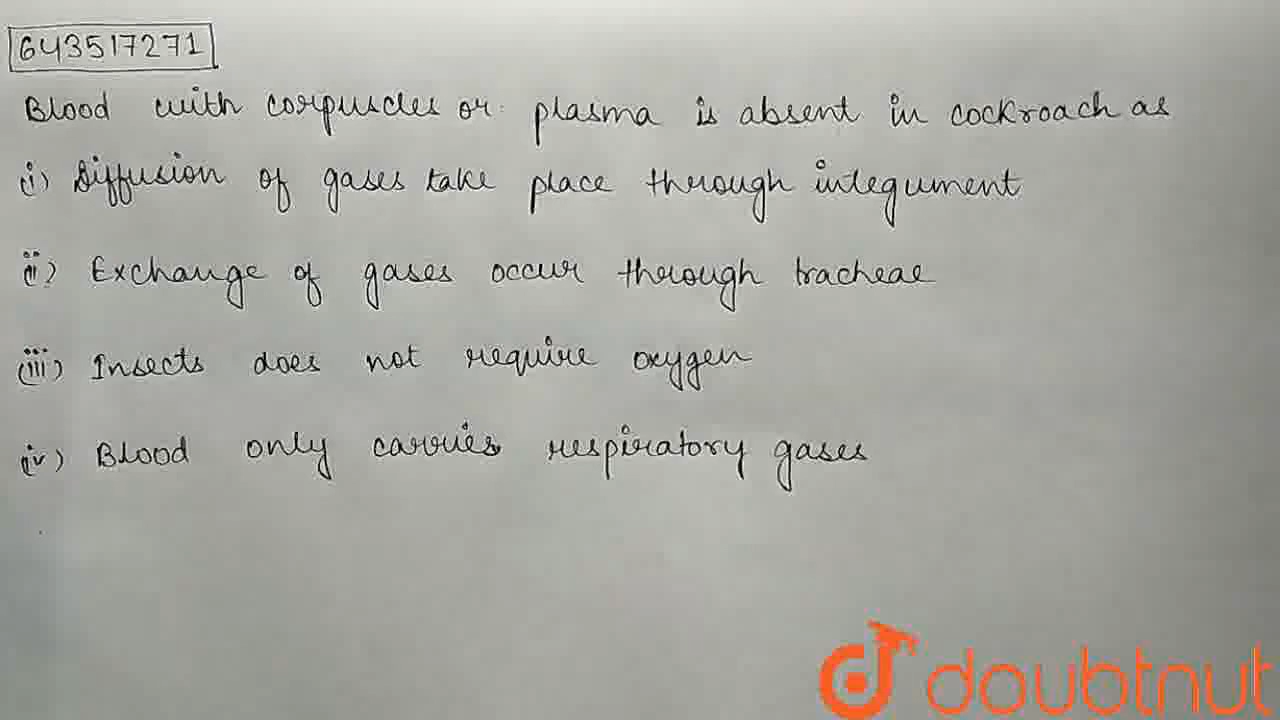 643517271
Blood with corpuscles or plasma is absent in cockroach as
(i) Diffusion of gases take place through integument
(ii) Exchange of gases occur through tracheae
(iii) Insects does not require oxygen
(iv) Blood only carries respiratory gases
doubtnut